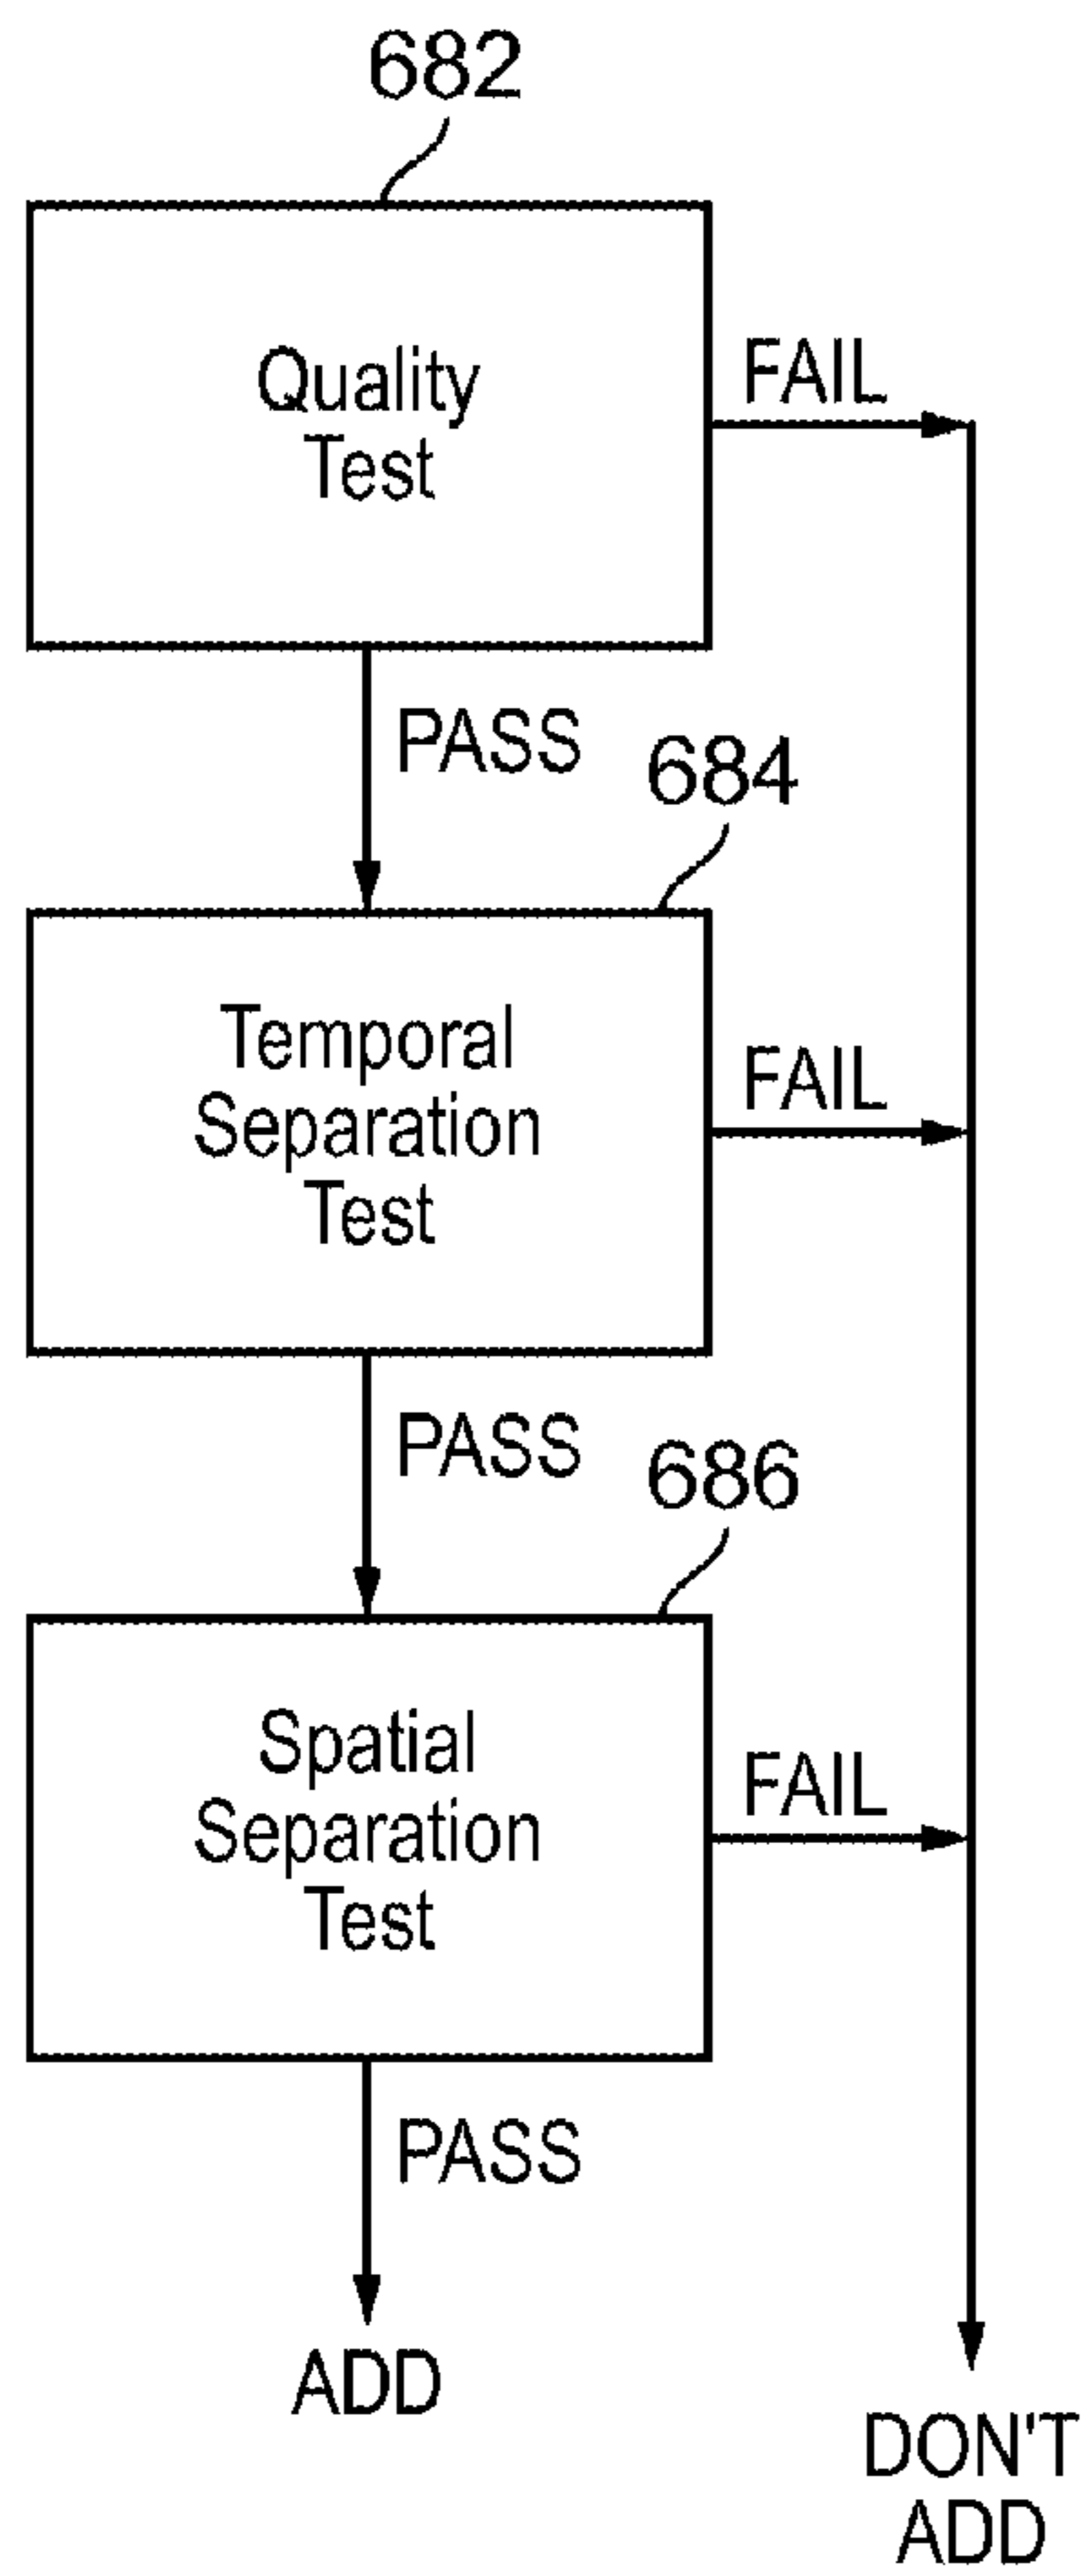 682
Quality
Test
FAIL
PASS
684
Temporal
Separation
Test
FAIL
PASS
686
Spatial
Separation
Test
FAIL
PASS
ADD
DON'T
ADD